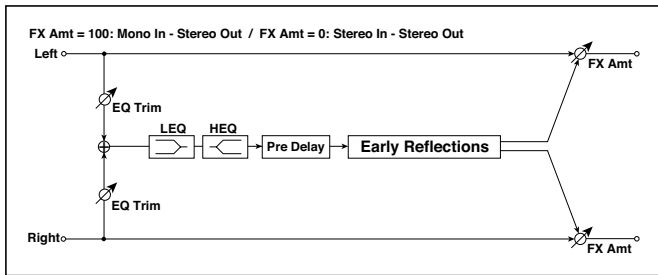 FX Amt = 100: Mono In - Stereo Out / FX Amt = 0: Stereo In - Stereo Out
Left
FX Amt
EQ Trim
LEQ HEQ
Pre Delay Early Reflections
EQ Trim
Right
FX Amt